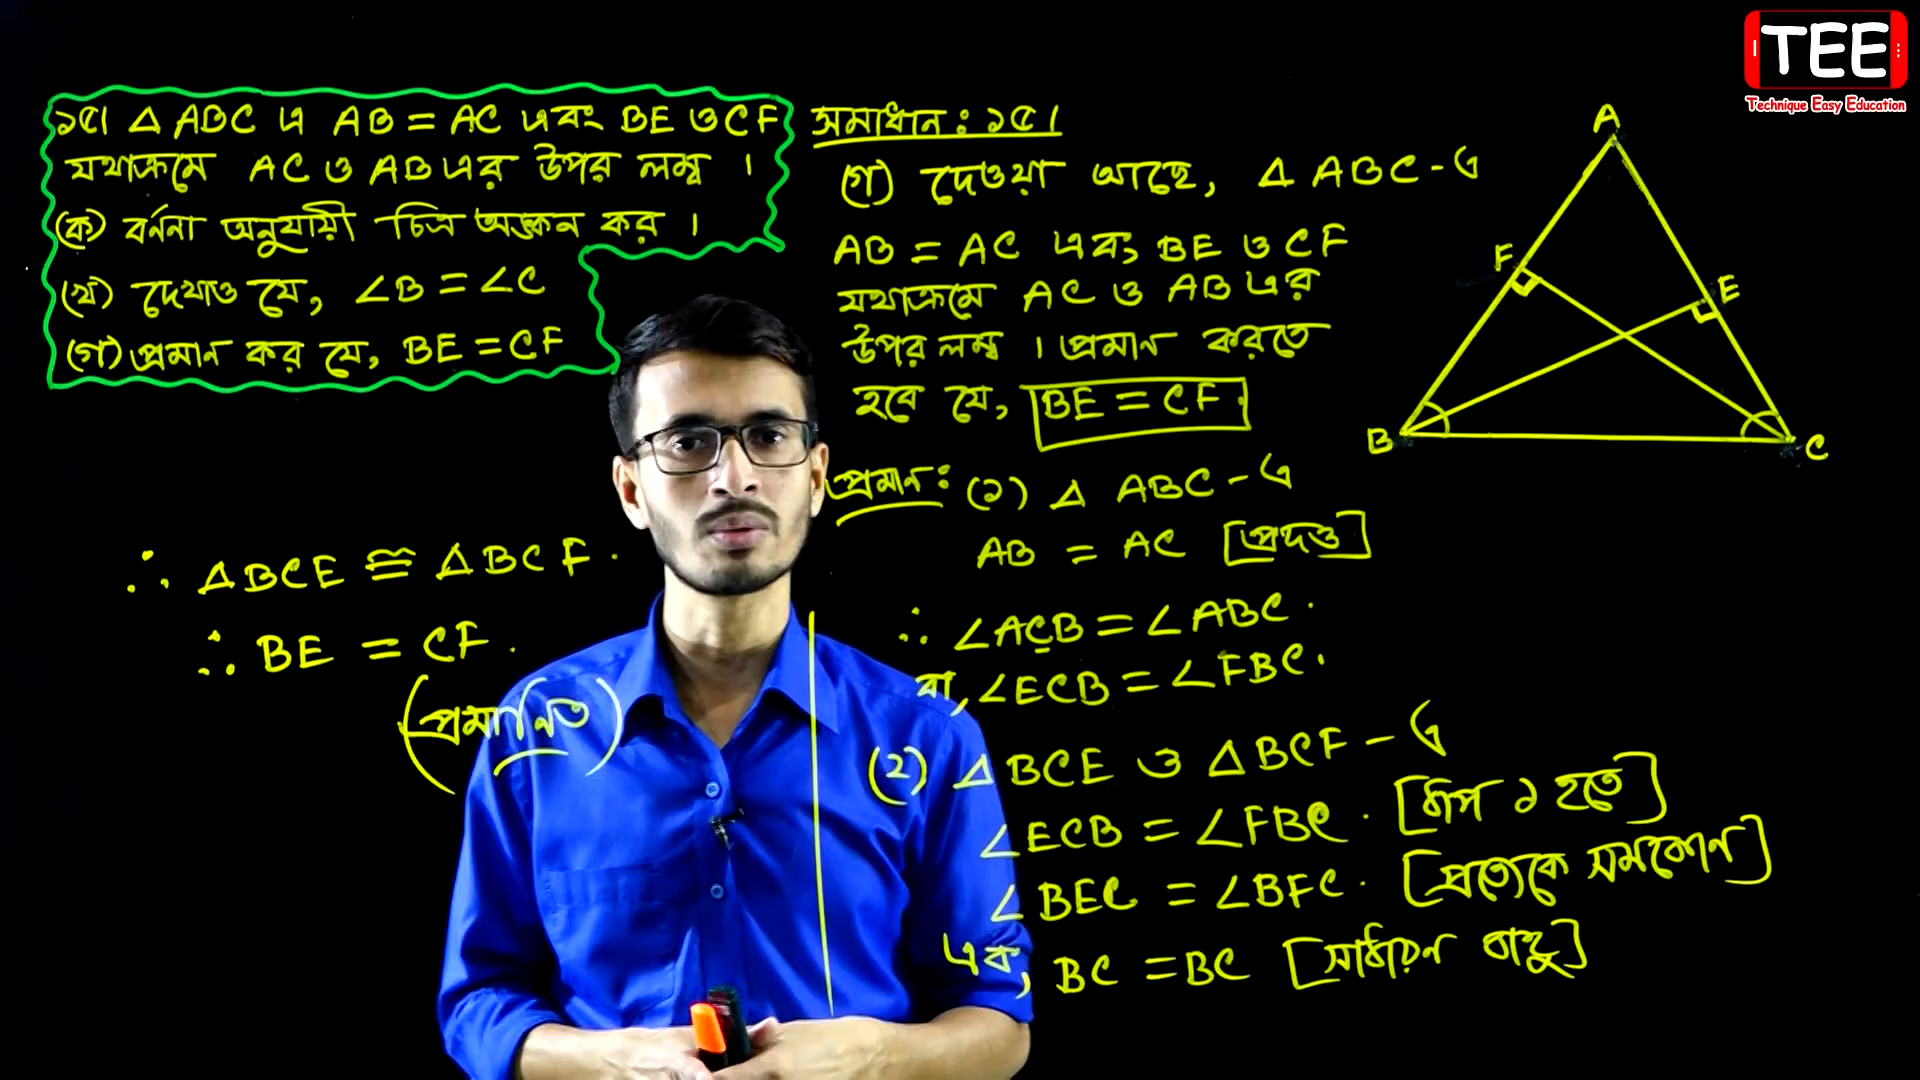 ১৫। △ ABC এ AB = AC এবং BE ও CF
যথাক্রমে AC ও AB এর উপর লম্ব ।
(ক) বর্ননা অনুযায়ী চিত্র অঙ্কন কর ।
(খ) দেখাও যে, ∠B = ∠C
(গ) প্রমান কর যে, BE = CF
সমাধান: ১৫।
(গ) দেওয়া আছে, △ ABC - এ
AB = AC এবং BE ও CF
যথাক্রমে AC ও AB এর
উপর লম্ব । প্রমান করতে
হবে যে, BE = CF.
প্রমান: (১) △ ABC - এ
AB = AC [প্রদত্ত]
∴ ∠ACB = ∠ABC.
বা, ∠ECB = ∠FBC.
(২) △ BCE ও △ BCF - এ
∠ECB = ∠FBC. [ধাপ ১ হতে]
∠BEC = ∠BFC. [প্রত্যেকে সমকোন]
এবং, BC = BC [সাধারন বাহু]
∴ △BCE ≅ △BCF.
∴ BE = CF.
(প্রমানিত)
A
F
E
B
C
TEE
Technique Easy Education